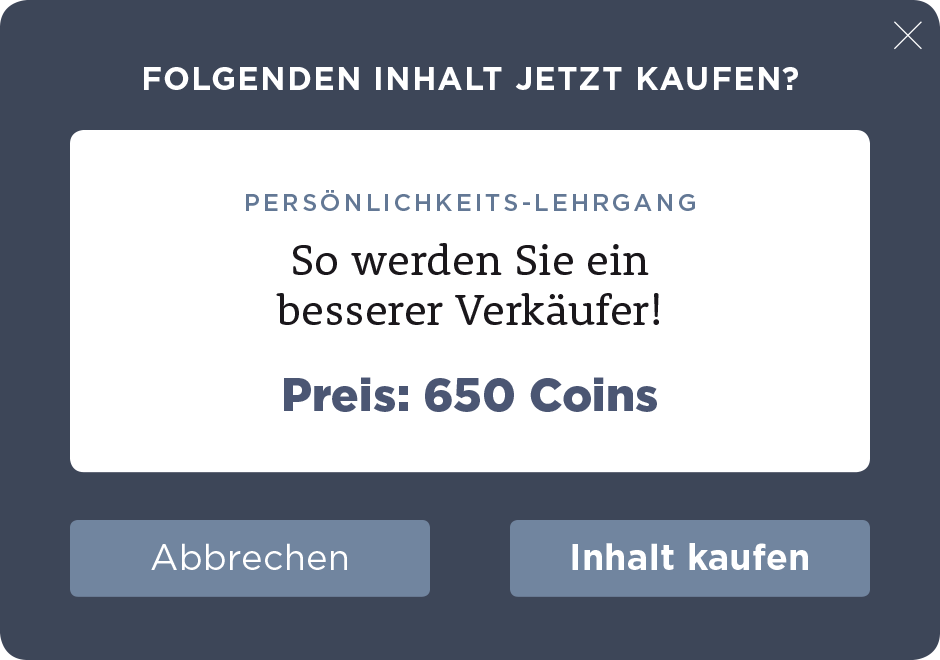 FOLGENDEN INHALT JETZT KAUFEN?
PERSÖNLICHKEITS-LEHRGANG
So werden Sie ein
besserer Verkäufer!
Preis: 650 Coins
Abbrechen
Inhalt kaufen